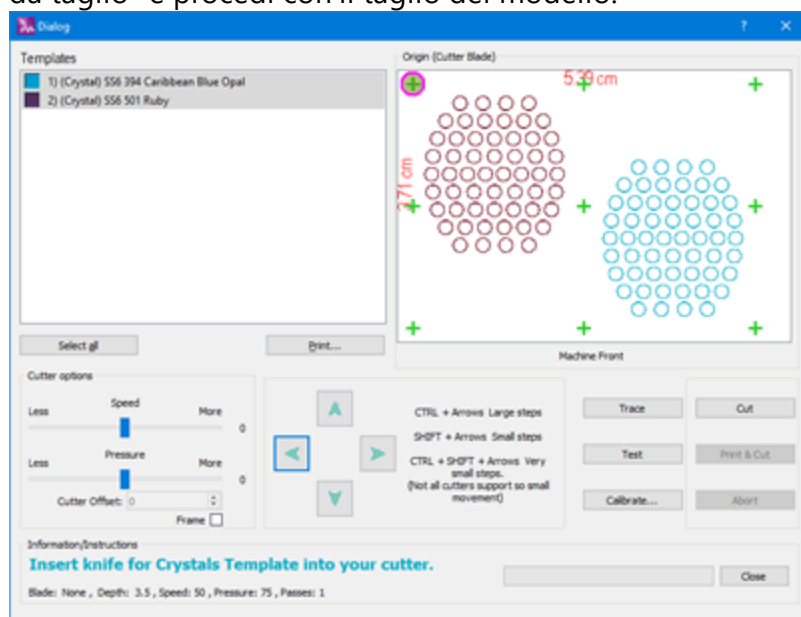 da taglio" e procedi con il taglio del modello.
Dialog
Templates
1) (Crystal) SS6 394 Caribbean Blue Opal
2) (Crystal) SS6 501 Ruby
Select all
Print...
Origin (Cutter Blade)
5.39 cm
3.71 cm
Machine Front
Cutter options
Less Speed More
0
Less Pressure More
0
Cutter Offset: 0
Frame
CTRL + Arrows Large steps
SHIFT + Arrows Small steps
CTRL + SHIFT + Arrows Very
small steps.
(Not all cutters support so small
movement)
Trace
Test
Calibrate...
Cut
Print & Cut
Abort
Information/Instructions
Insert knife for Crystals Template into your cutter.
Blade: None , Depth: 3.5 , Speed: 50 , Pressure: 75 , Passes: 1
Close